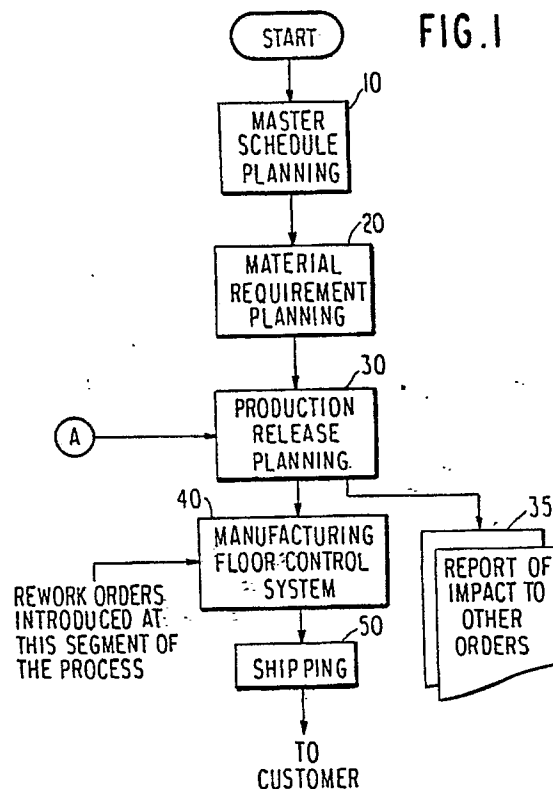 FIG.1
START
10
MASTER
SCHEDULE
PLANNING
20
MATERIAL
REQUIREMENT
PLANNING
30
A
PRODUCTION
RELEASE
PLANNING
40
MANUFACTURING
FLOOR CONTROL
SYSTEM
35
REPORT OF
IMPACT TO
OTHER
ORDERS
REWORK ORDERS
INTRODUCED AT
THIS SEGMENT OF
THE PROCESS
50
SHIPPING
TO
CUSTOMER